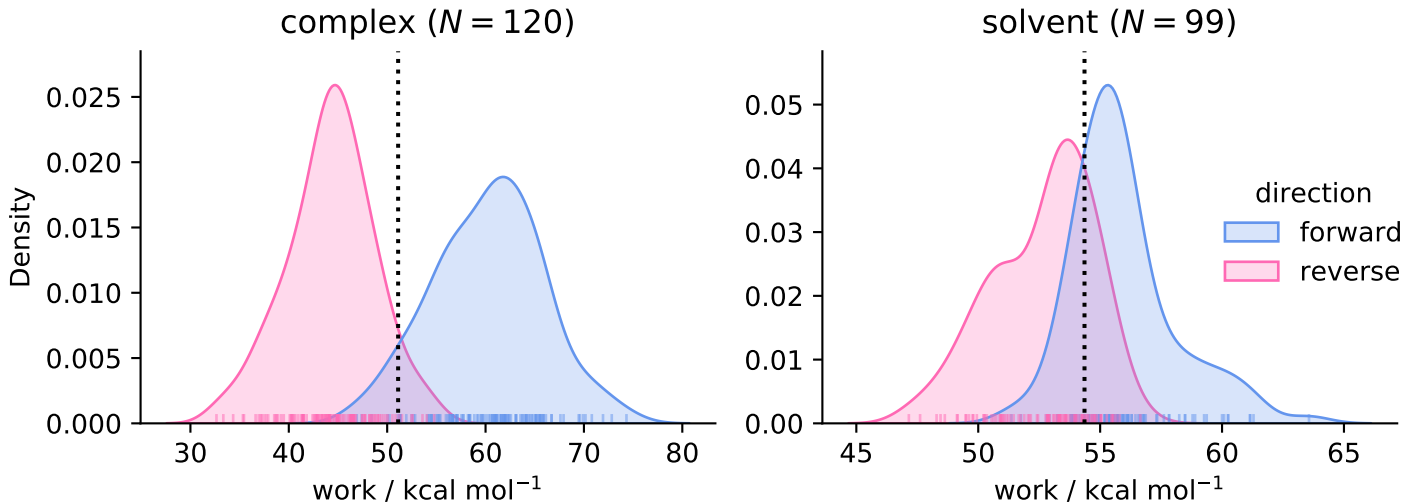 complex (N = 120)
Density
0.025
0.020
0.015
0.010
0.005
0.000
30 40 50 60 70 80
work / kcal mol⁻¹
solvent (N = 99)
0.05
0.04
0.03
0.02
0.01
0.00
45 50 55 60 65
work / kcal mol⁻¹
direction
forward
reverse